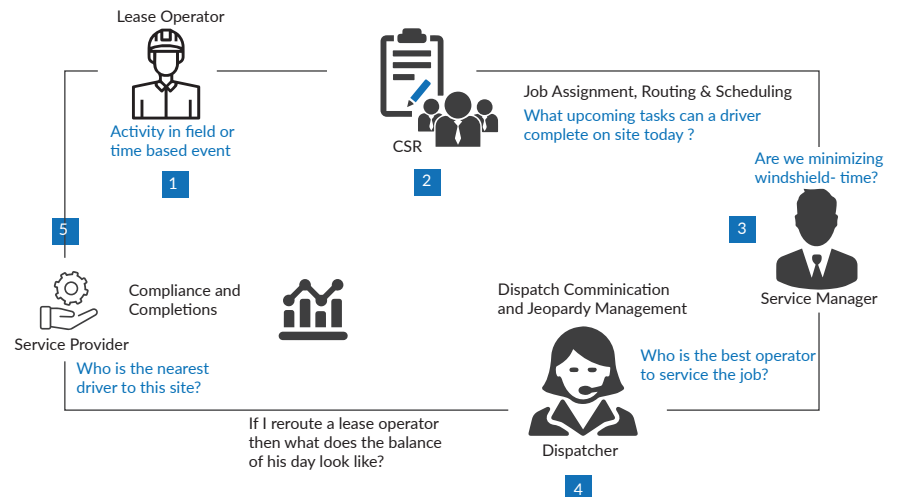 Lease Operator
Activity in field or
time based event
1
CSR
2
Job Assignment, Routing & Scheduling
What upcoming tasks can a driver
complete on site today ?
Are we minimizing
windshield- time?
3
Service Manager
5
Service Provider
Compliance and
Completions
Who is the nearest
driver to this site?
Dispatch Comminication
and Jeopardy Management
Who is the best operator
to service the job?
If I reroute a lease operator
then what does the balance
of his day look like?
Dispatcher
4